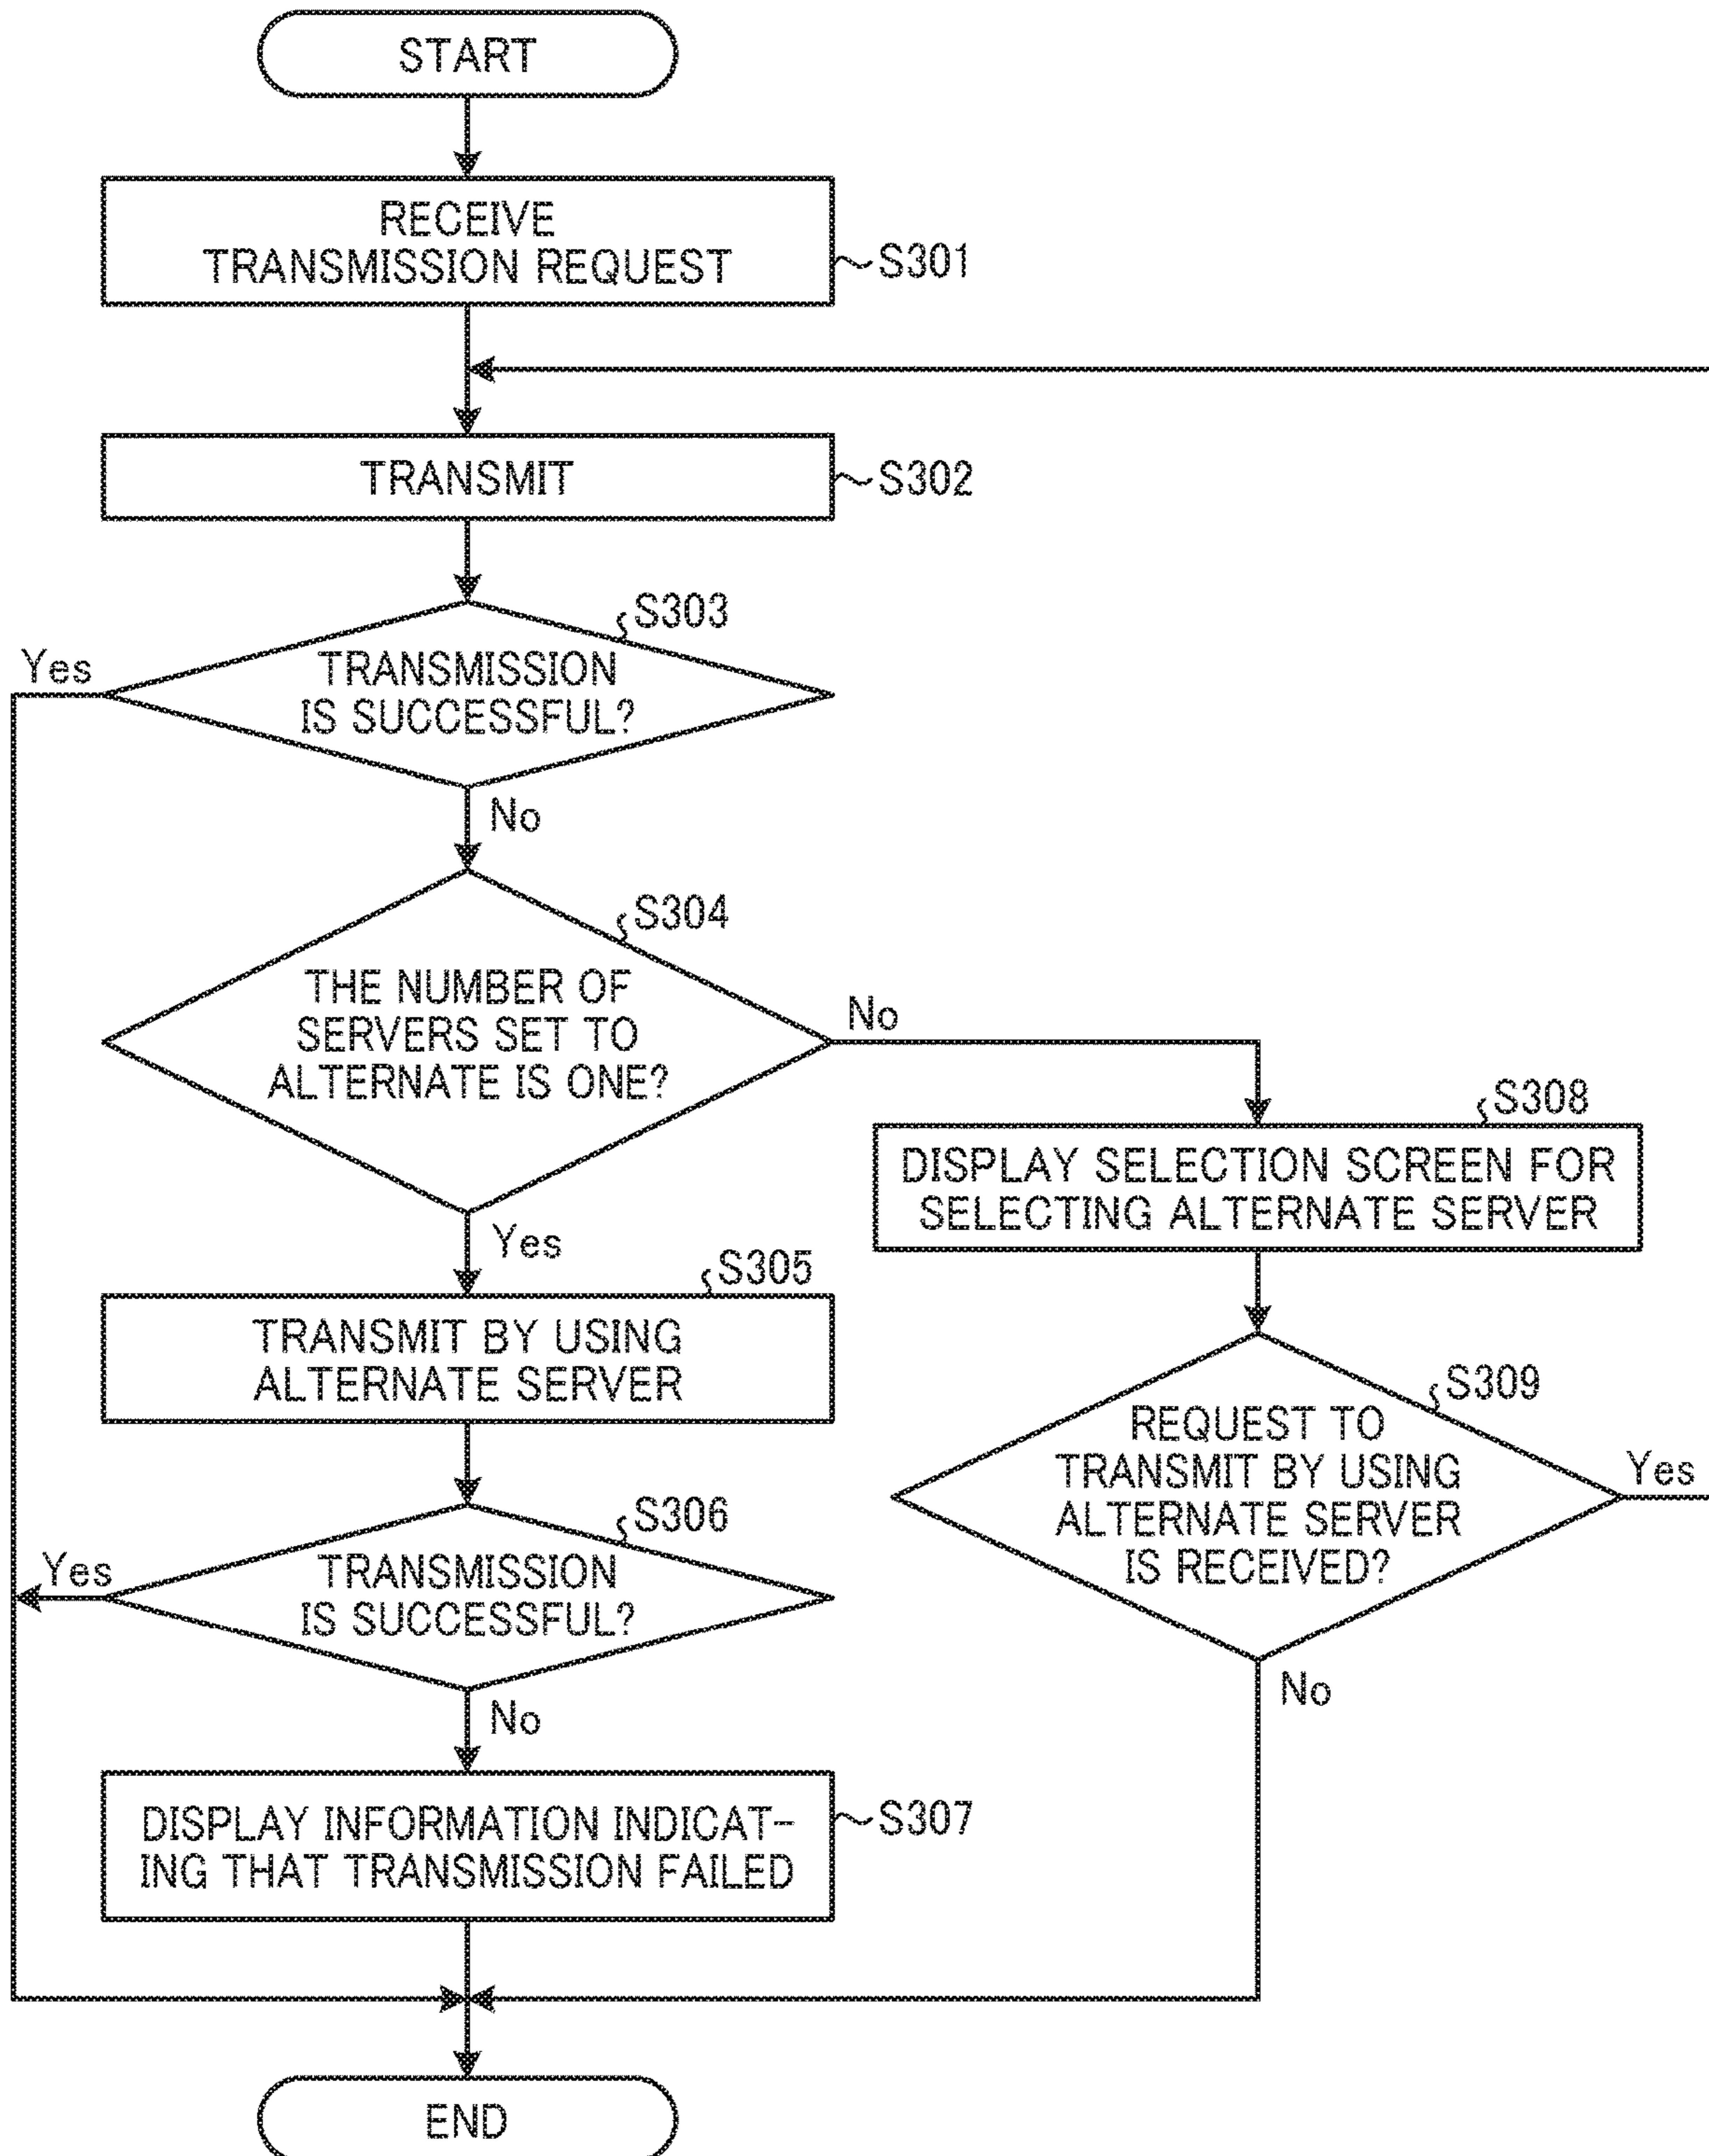 START
RECEIVE
TRANSMISSION REQUEST
S301
TRANSMIT
S302
S303
Yes
TRANSMISSION
IS SUCCESSFUL?
No
S304
THE NUMBER OF
SERVERS SET TO
ALTERNATE IS ONE?
No
Yes
S308
DISPLAY SELECTION SCREEN FOR
SELECTING ALTERNATE SERVER
S305
TRANSMIT BY USING
ALTERNATE SERVER
S309
REQUEST TO
TRANSMIT BY USING
ALTERNATE SERVER
IS RECEIVED?
Yes
No
S306
Yes
TRANSMISSION
IS SUCCESSFUL?
No
DISPLAY INFORMATION INDICAT-
ING THAT TRANSMISSION FAILED
S307
END